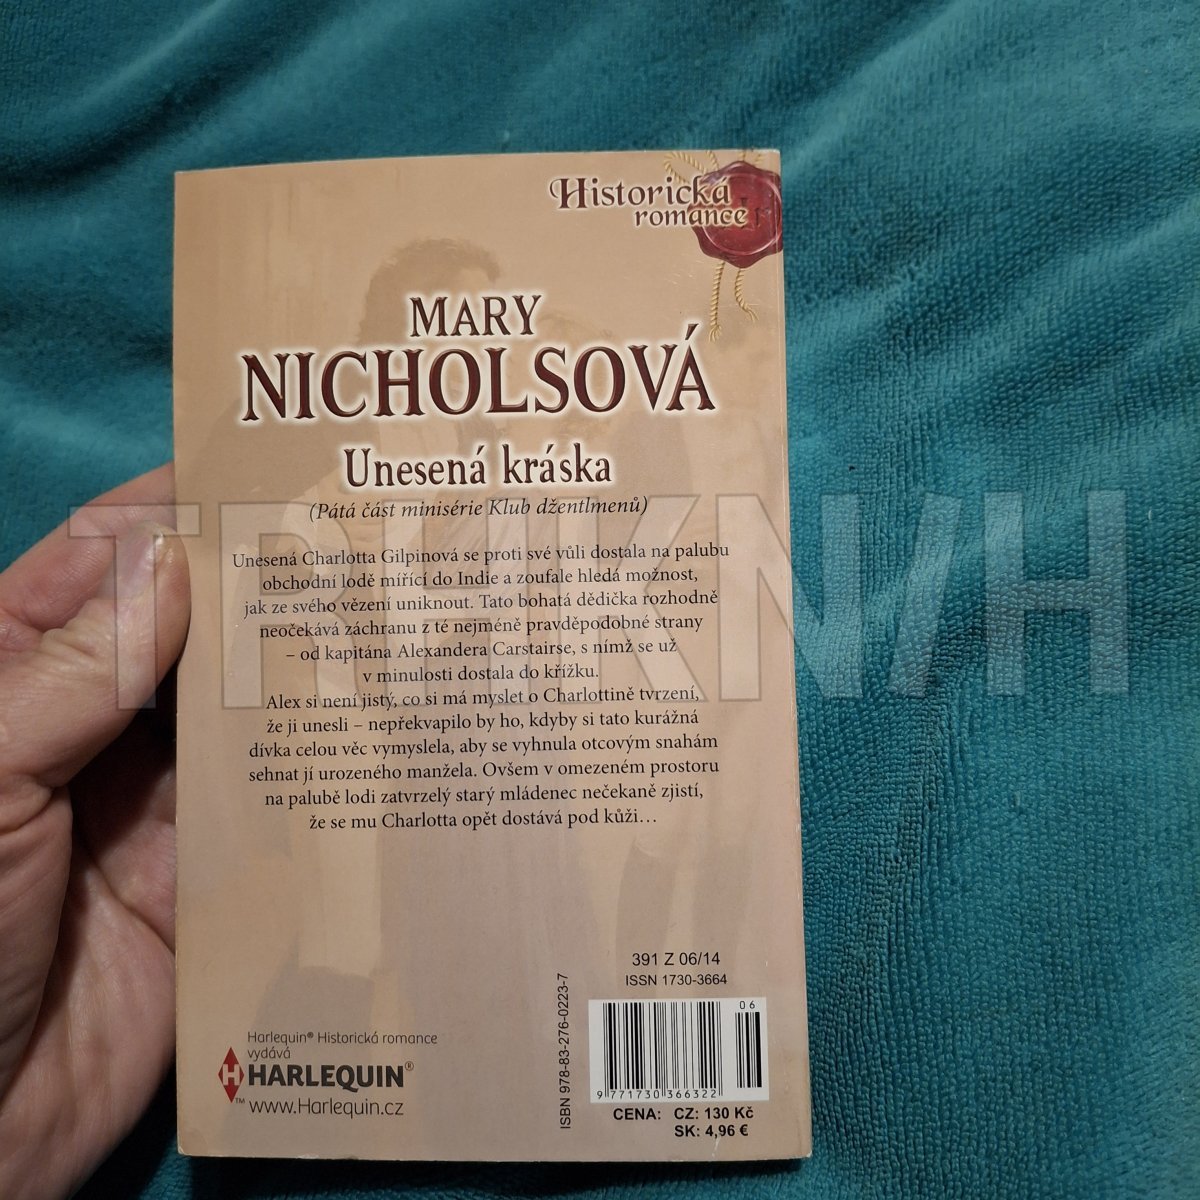 Historická
romance
MARY
NICHOLSOVÁ
Unesená kráska
(Pátá část minisérie Klub džentlmenů)
Unesená Charlotta Gilpinová se proti své vůli dostala na palubu
obchodní lodě mířící do Indie a zoufale hledá možnost,
jak ze svého vězení uniknout. Tato bohatá dědička rozhodně
neočekává záchranu z té nejméně pravděpodobné strany
– od kapitána Alexandera Carstairse, s nímž se už
v minulosti dostala do křížku.
Alex si není jistý, co si má myslet o Charlottině tvrzení,
že ji unesli – nepřekvapilo by ho, kdyby si tato kurážná
dívka celou věc vymyslela, aby se vyhnula otcovým snahám
sehnat jí urozeného manžela. Ovšem v omezeném prostoru
na palubě lodi zatvrzelý starý mládenec nečekaně zjistí,
že se mu Charlotta opět dostává pod kůži…
TRHKNIH
391 Z 06/14
ISSN 1730-3664
ISBN 978-83-276-0223-7
06
9 771730 366322
CENA: CZ: 130 Kč
SK: 4,96 €
Harlequin® Historická romance
vydává
H HARLEQUIN®
™ www.Harlequin.cz